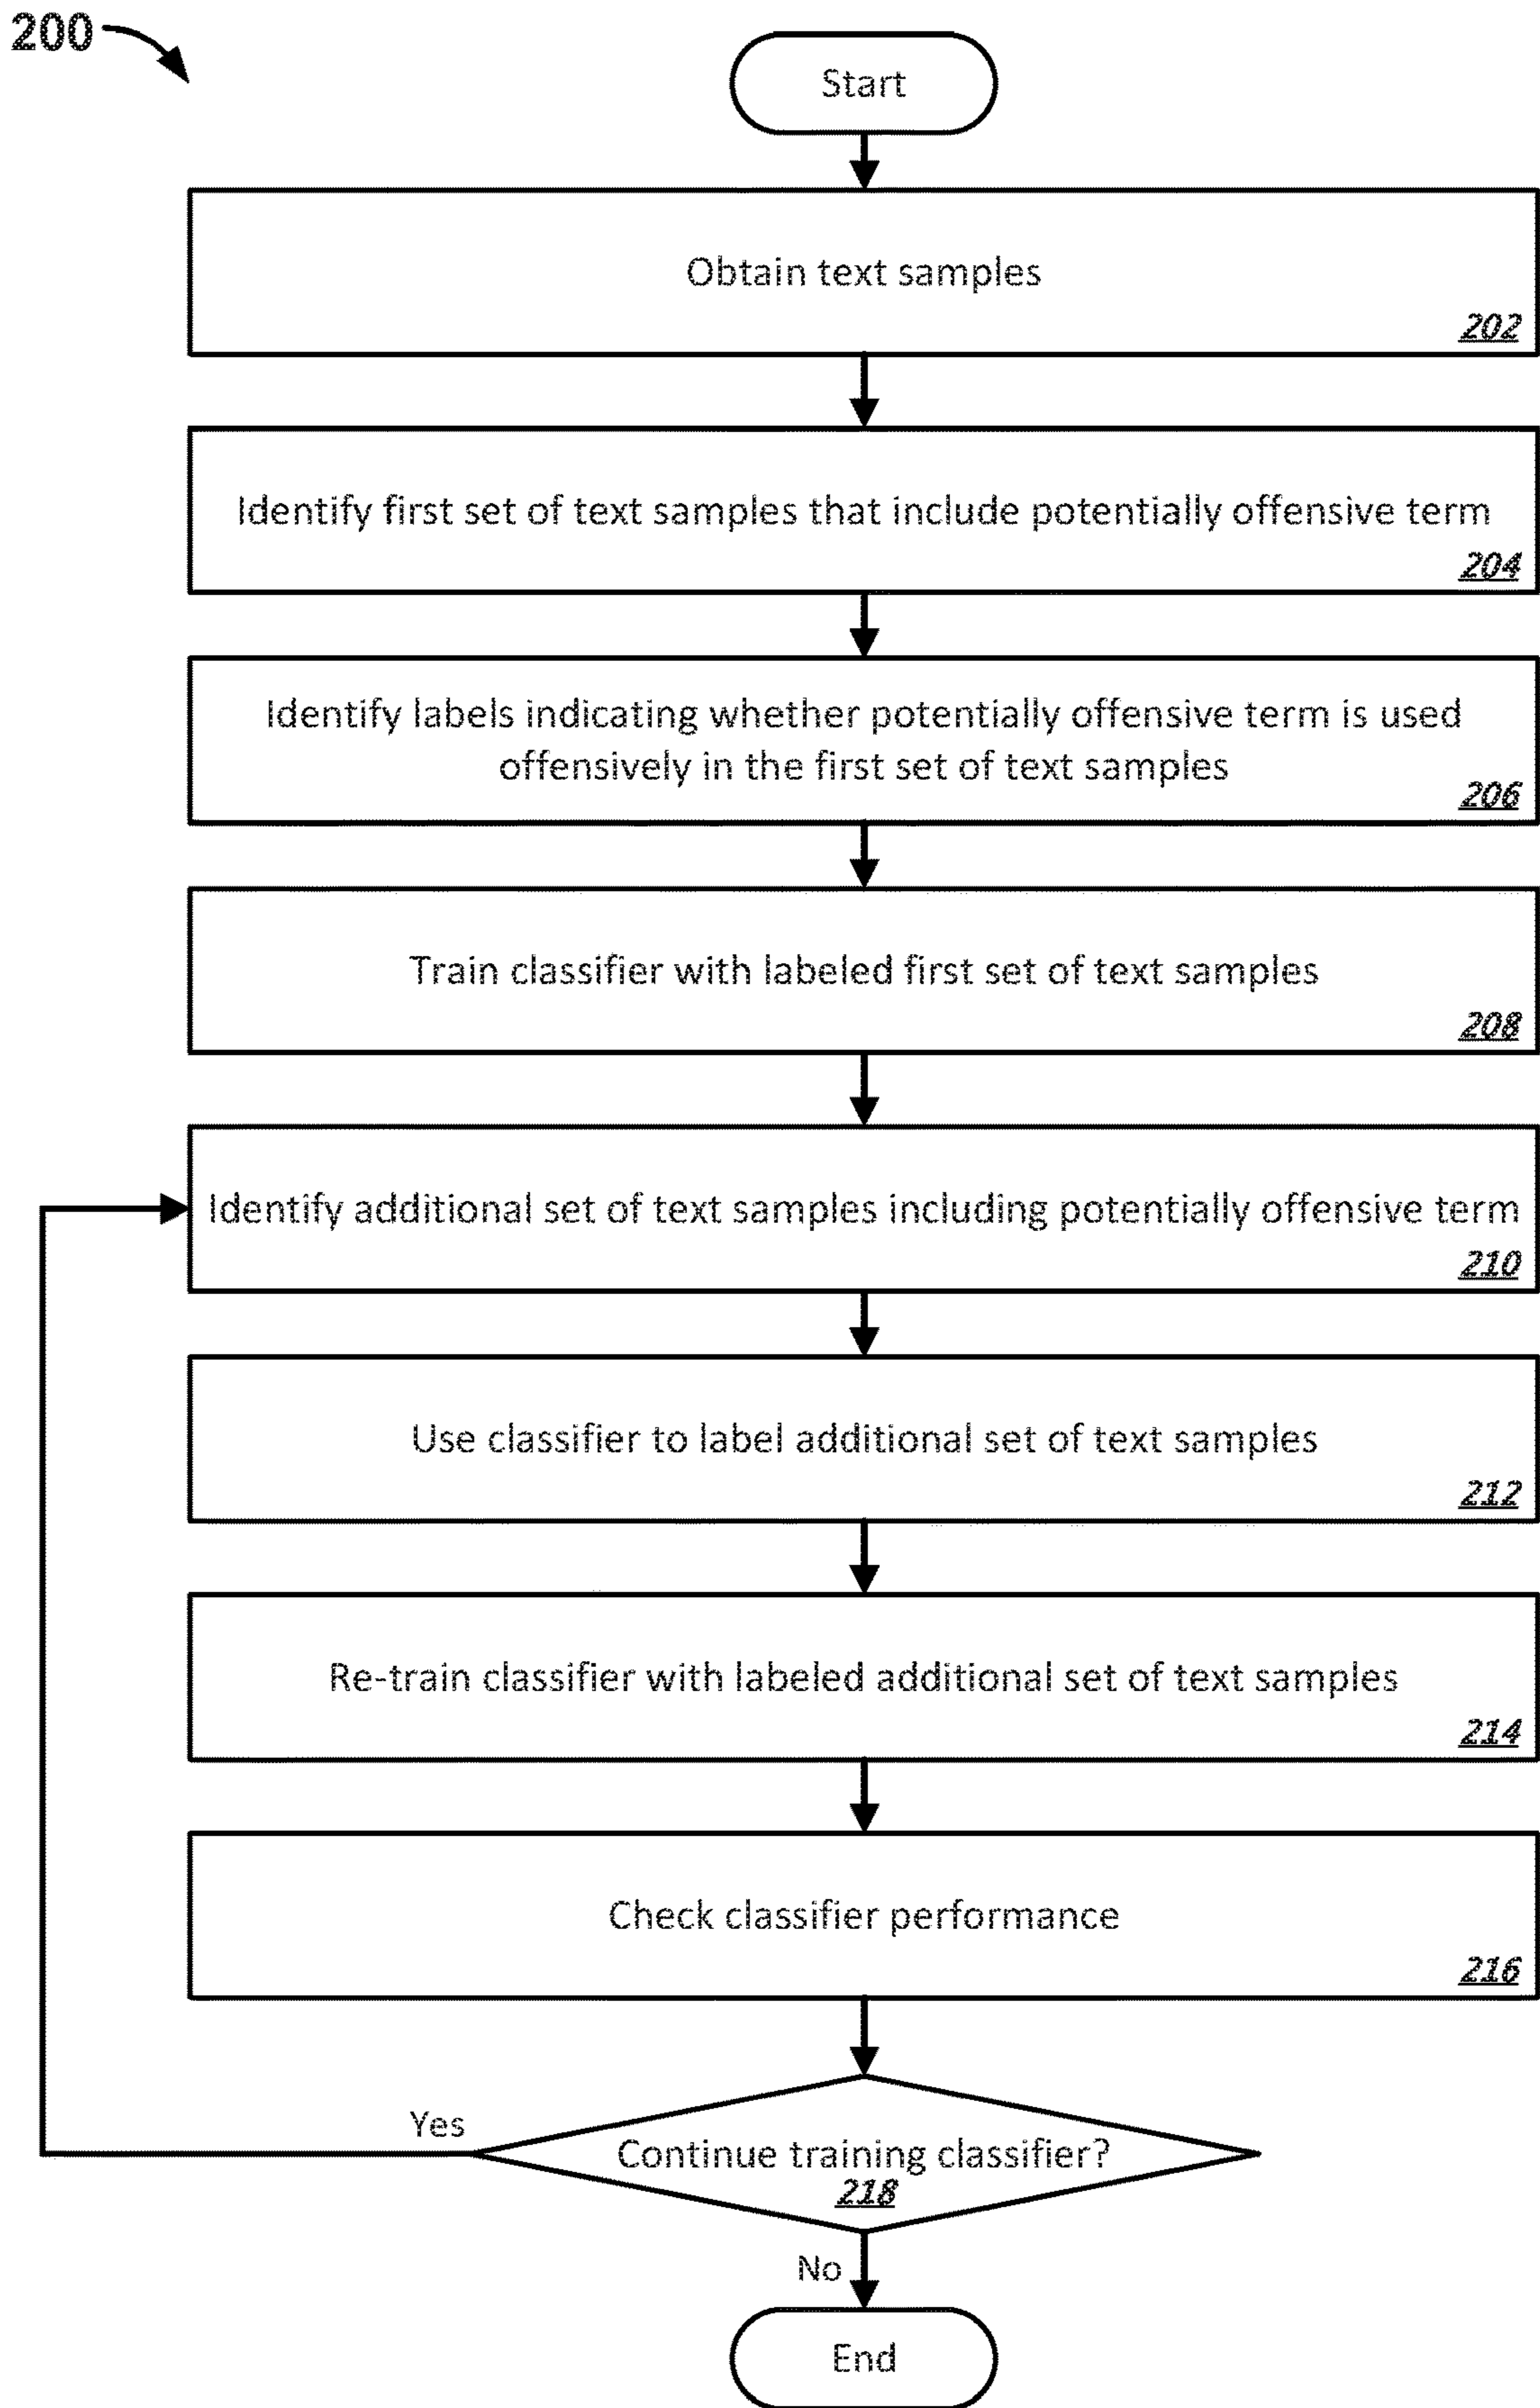 200
Start
Obtain text samples
202
Identify first set of text samples that include potentially offensive term
204
Identify labels indicating whether potentially offensive term is used
offensively in the first set of text samples
206
Train classifier with labeled first set of text samples
208
Identify additional set of text samples including potentially offensive term
210
Use classifier to label additional set of text samples
212
Re-train classifier with labeled additional set of text samples
214
Check classifier performance
216
Yes
Continue training classifier?
218
No
End